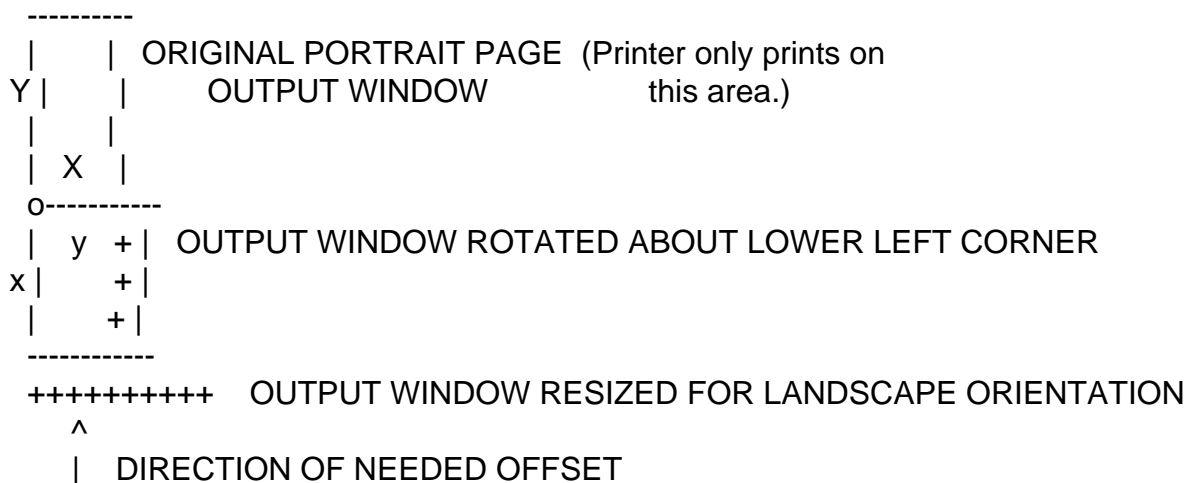 ----------
|        | ORIGINAL PORTRAIT PAGE (Printer only prints on
Y |        |        OUTPUT WINDOW                this area.)
|        |
|   X   |
o-----------
|    y   + |   OUTPUT WINDOW ROTATED ABOUT LOWER LEFT CORNER
x |        + |
|        + |
------------
++++++++++    OUTPUT WINDOW RESIZED FOR LANDSCAPE ORIENTATION
^
|   DIRECTION OF NEEDED OFFSET